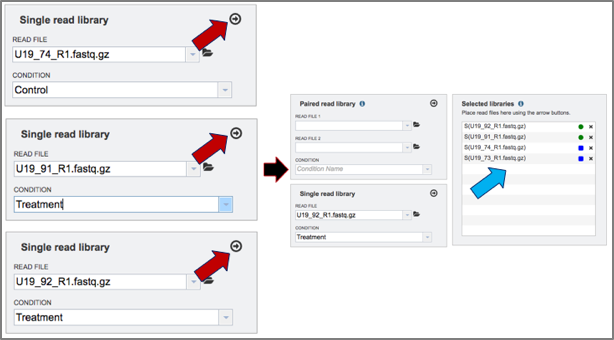 Single read library
READ FILE
U19_74_R1.fastq.gz
CONDITION
Control
Single read library
READ FILE
U19_91_R1.fastq.gz
CONDITION
Treatment
Single read library
READ FILE
U19_92_R1.fastq.gz
CONDITION
Treatment
Paired read library
READ FILE 1
READ FILE 2
CONDITION
Condition Name
Single read library
READ FILE
U19_92_R1.fastq.gz
CONDITION
Treatment
Selected libraries
Place read files here using the arrow buttons.
S(U19_92_R1.fastq.gz)
S(U19_91_R1.fastq.gz)
S(U19_74_R1.fastq.gz)
S(U19_73_R1.fastq.gz)